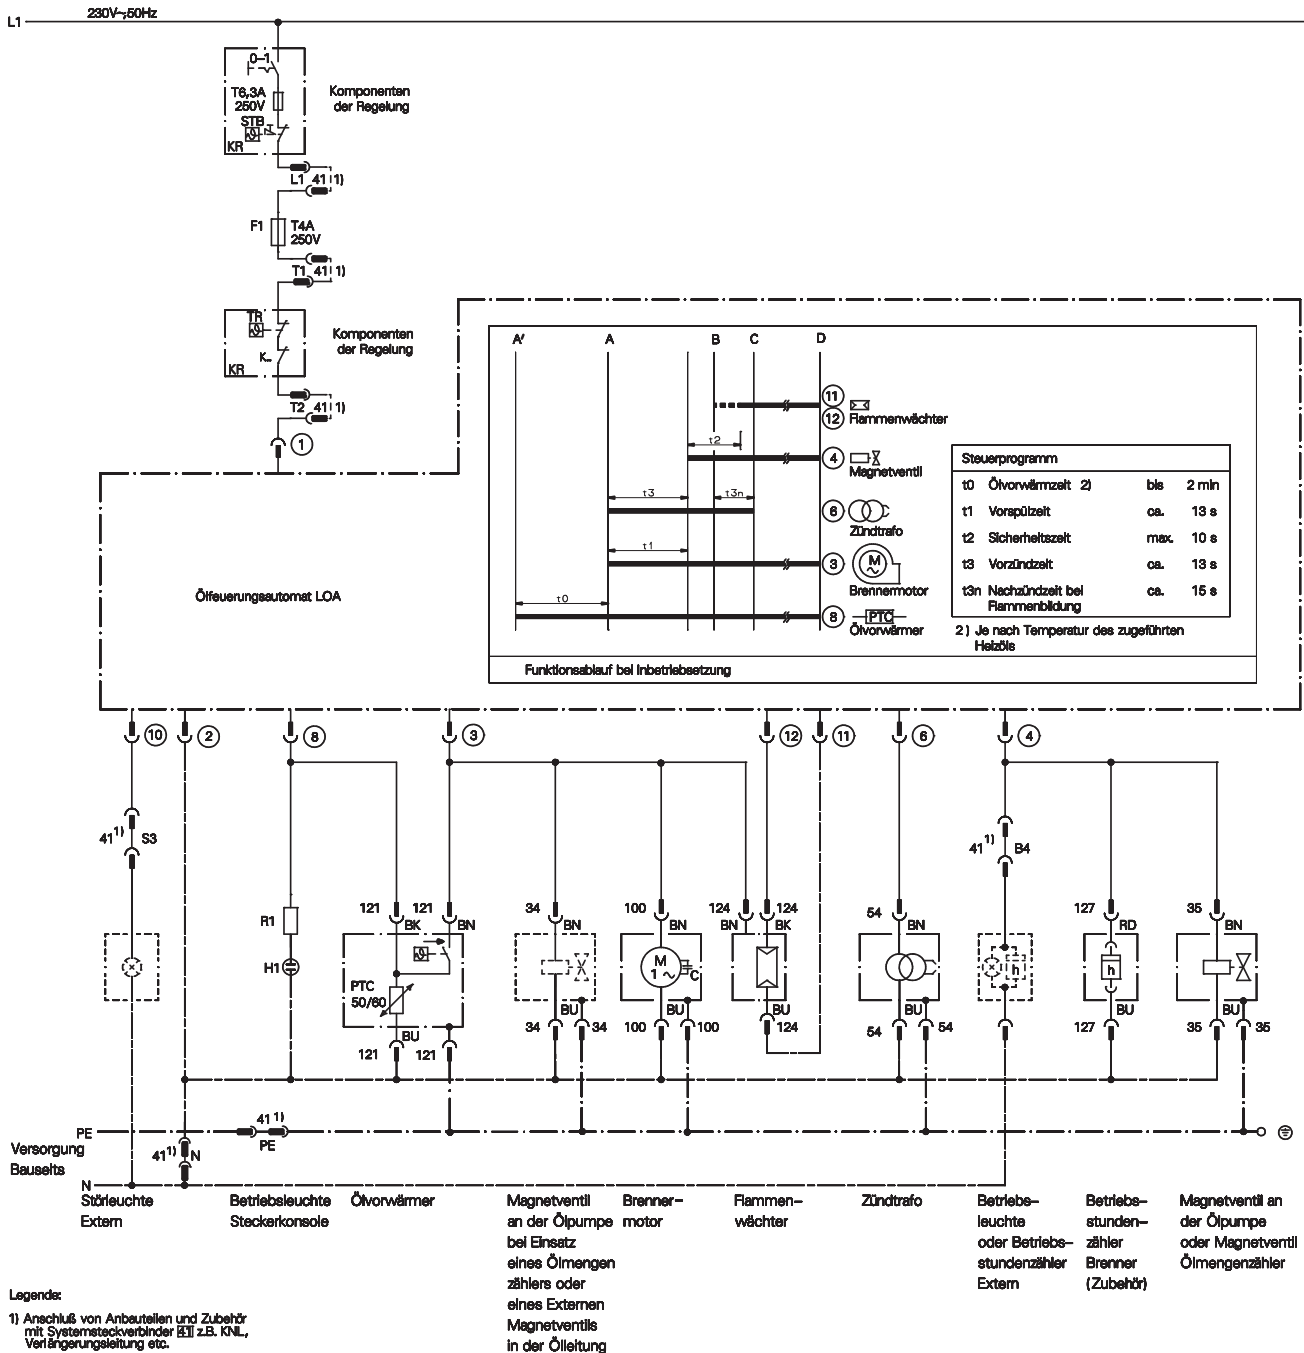 L1
230V~;50Hz
0-1
T6,3A
250V
STB
KR
Komponenten
der Regelung
L1 41 1)
F1
T4A
250V
T1 41 1)
TR
K..
KR
Komponenten
der Regelung
T2 41 1)
1
Ölfeuerungsautomat LOA
A' A B C D
11
12 Flammenwächter
t2
4
Magnetventil
t3 t3n
6
Zündtrafo
t1
3
M
~
Brennermotor
t0
8 PTC
Ölvorwärmer
Steuerprogramm
t0 Ölvorwärmzeit 2) bis 2 min
t1 Vorspülzeit ca. 13 s
t2 Sicherheitszeit max. 10 s
t3 Vorzündzeit ca. 13 s
t3n Nachzündzeit bei ca. 15 s
Flammenbildung
2) Je nach Temperatur des zugeführten
Heizöls
Funktionsablauf bei Inbetriebsetzung
10 2 8 3 12 11 6 4
41 1) S3
41 1) B4
R1
H1
121 121
BK BN
PTC
50/60
BU
121 121
34
BN
BU
34 34
100
BN
M
1~
C
BU
100 100
124 124
BN BK
BU
124
54
BN
BU
54 54
h
127
RD
h
BU
127
35
BN
BU
35 35
PE
41 1)
PE
Versorgung
Bauseits
41 1) N
N
Störleuchte
Extern
Betriebsleuchte
Steckerkonsole
Ölvorwärmer
Magnetventil
an der Ölpumpe
bei Einsatz
eines Ölmengen
zählers oder
eines Externen
Magnetventils
in der Ölleitung
Brenner-
motor
Flammen-
wächter
Zündtrafo
Betriebs-
leuchte
oder Betriebs-
stundenzähler
Extern
Betriebs-
stunden-
zähler
Brenner
(Zubehör)
Magnetventil an
der Ölpumpe
oder Magnetventil
Ölmengenzähler
Legende:
1) Anschluß von Anbauteilen und Zubehör
mit Systemsteckverbinder 41 z.B. KNL,
Verlängerungsleitung etc.